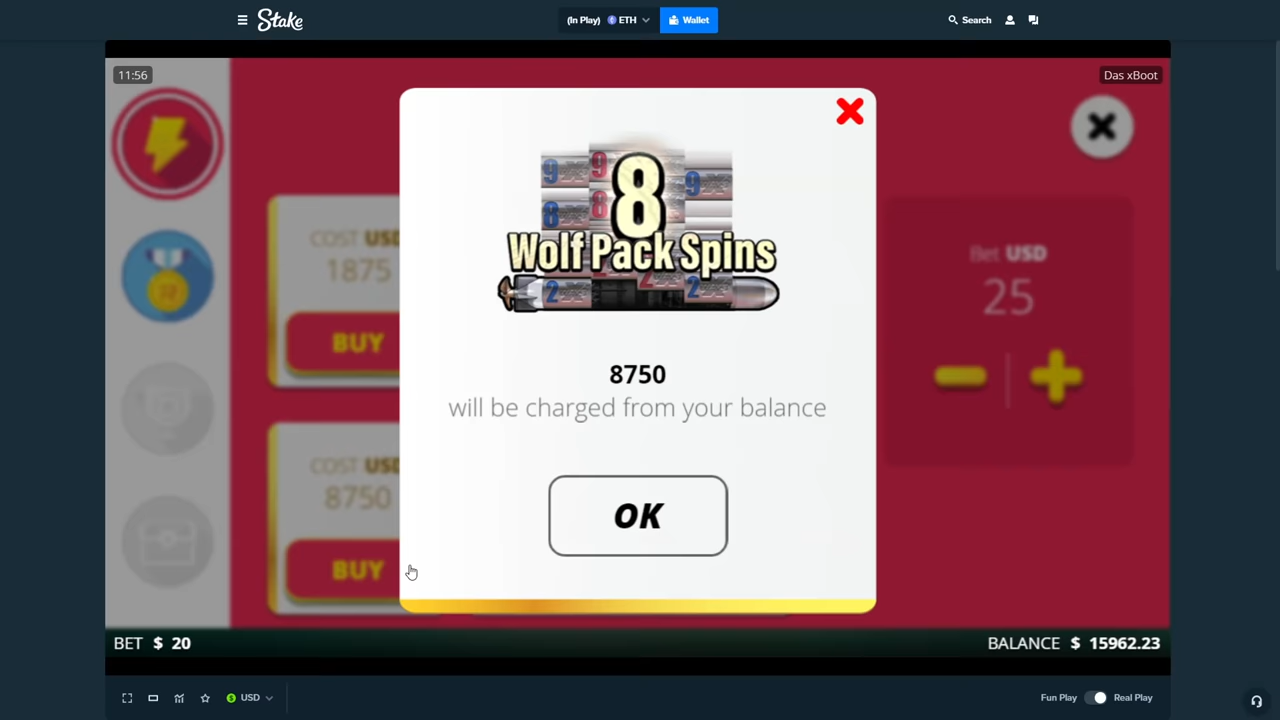 Stake
(In Play) ETH
Wallet
Search
11:56
Das xBoot
8
Wolf Pack Spins
COST USD
1875
BUY
Bet USD
25
8750
will be charged from your balance
COST USD
8750
BUY
OK
BET $ 20
BALANCE $ 15962.23
USD
Fun Play
Real Play